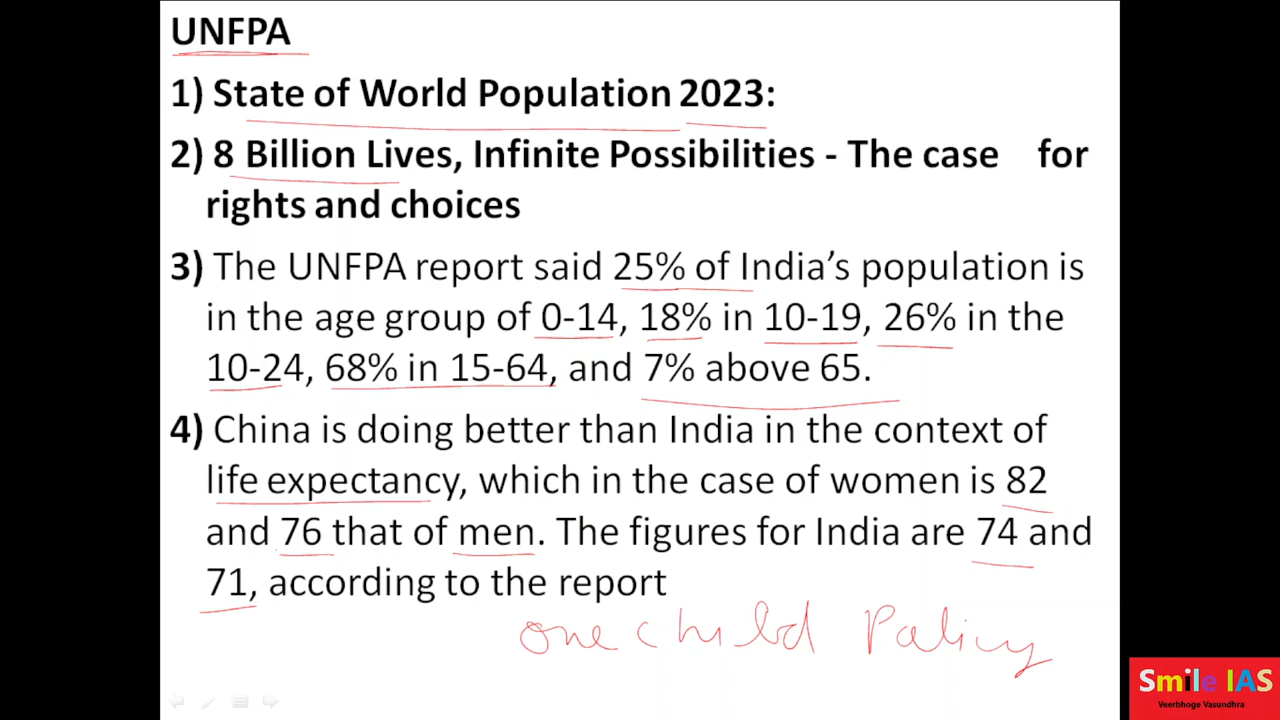 UNFPA
1) State of World Population 2023:
2) 8 Billion Lives, Infinite Possibilities - The case for
rights and choices
3) The UNFPA report said 25% of India’s population is
in the age group of 0-14, 18% in 10-19, 26% in the
10-24, 68% in 15-64, and 7% above 65.
4) China is doing better than India in the context of
life expectancy, which in the case of women is 82
and 76 that of men. The figures for India are 74 and
71, according to the report
one child Policy
Smile IAS
Veerbhoge Vasundhra